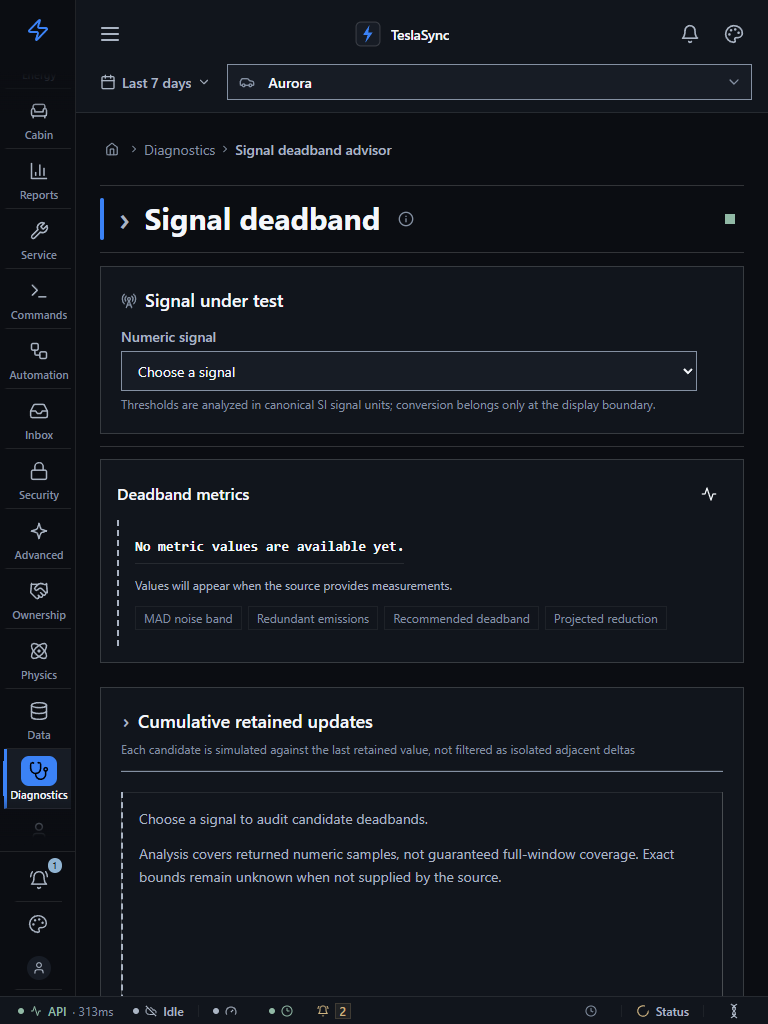 TeslaSync
Last 7 days
Aurora
Energy
Cabin
Reports
Service
Commands
Automation
Inbox
Security
Advanced
Ownership
Physics
Data
Diagnostics
1
Diagnostics
Signal deadband advisor
Signal deadband
Signal under test
Numeric signal
Choose a signal
Thresholds are analyzed in canonical SI signal units; conversion belongs only at the display boundary.
Deadband metrics
No metric values are available yet.
Values will appear when the source provides measurements.
MAD noise band
Redundant emissions
Recommended deadband
Projected reduction
Cumulative retained updates
Each candidate is simulated against the last retained value, not filtered as isolated adjacent deltas
Choose a signal to audit candidate deadbands.
Analysis covers returned numeric samples, not guaranteed full-window coverage. Exact
bounds remain unknown when not supplied by the source.
API · 313ms
Idle
2
Status